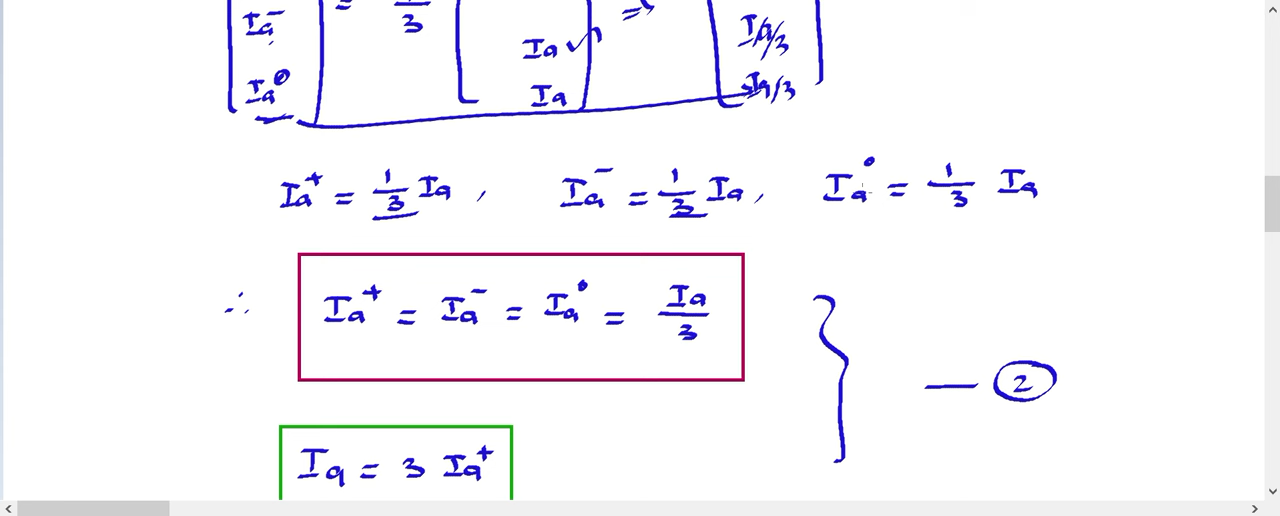 Ia⁻ = 1/3 Ia => Ia/3
Ia⁰ Ia Ia/3
Ia⁺ = 1/3 Ia , Ia⁻ = 1/3 Ia, Ia⁰ = 1/3 Ia
∴ Ia⁺ = Ia⁻ = Ia⁰ = Ia/3
— 2
Ia = 3 Ia⁺